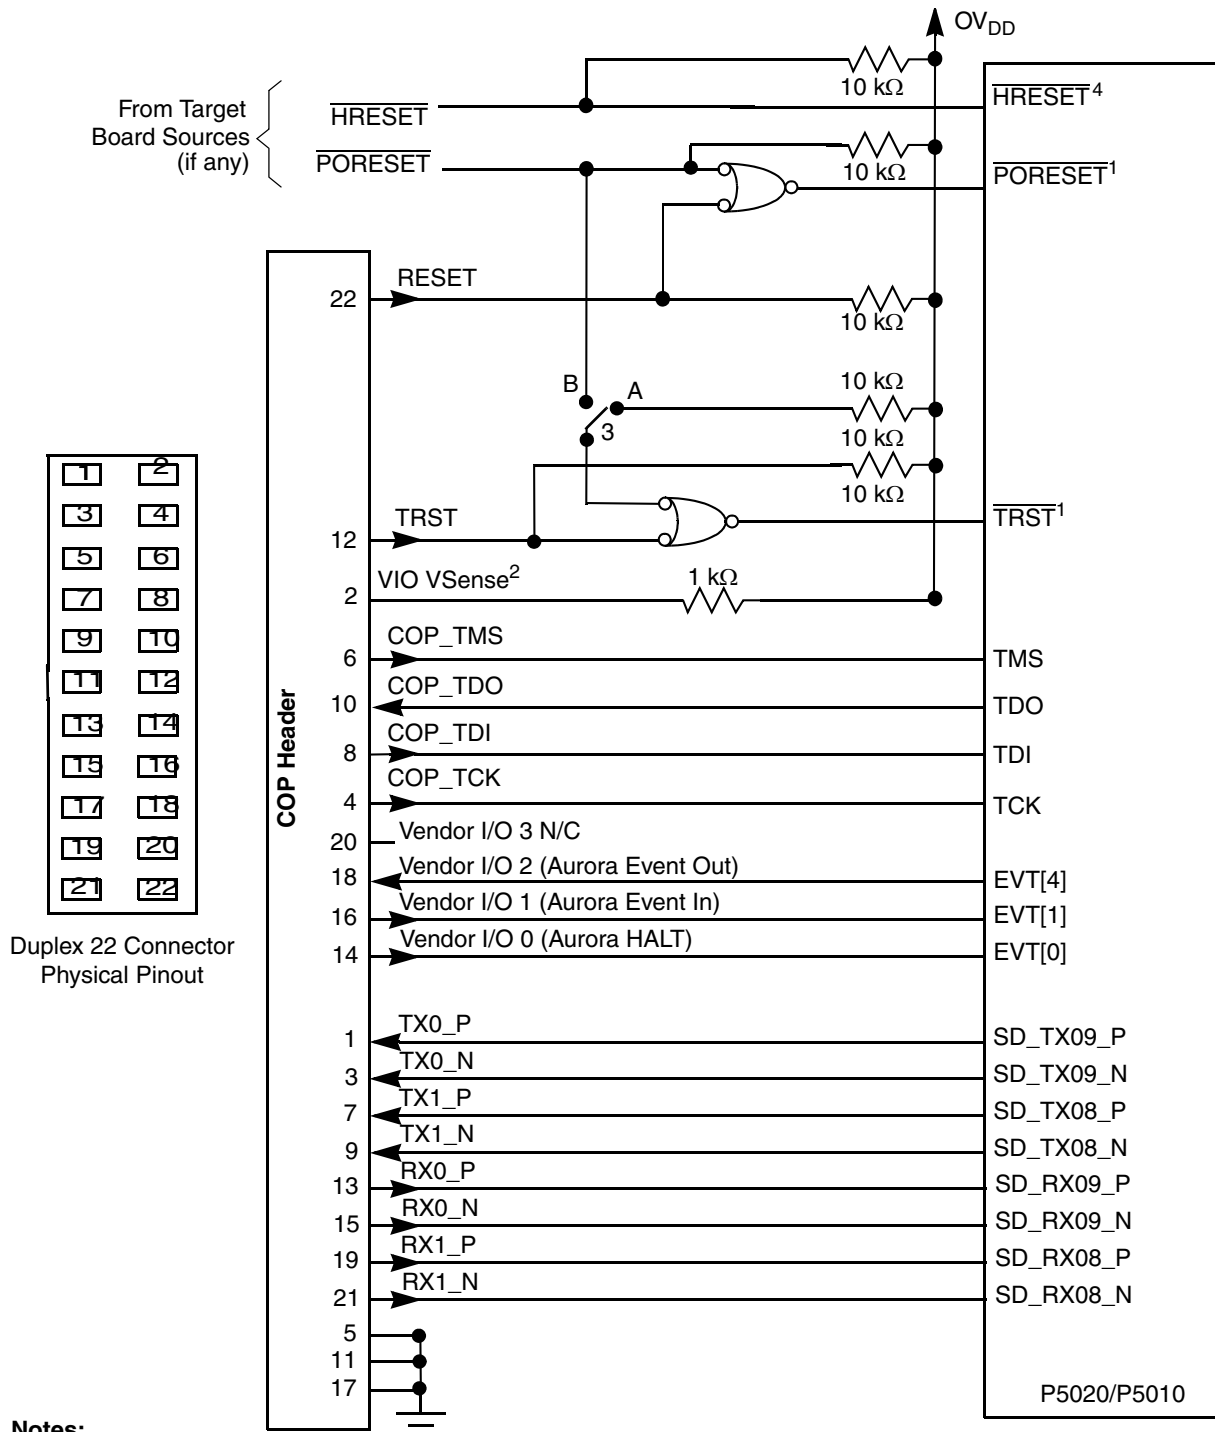 OVDD
10 kΩ
From Target
Board Sources
(if any)
HRESET
HRESET4
PORESET
10 kΩ
PORESET1
22
RESET
10 kΩ
B
A
10 kΩ
3
10 kΩ
10 kΩ
12
TRST
TRST1
2
VIO VSense2
1 kΩ
6
COP_TMS
TMS
10
COP_TDO
TDO
8
COP_TDI
TDI
4
COP_TCK
TCK
20
Vendor I/O 3 N/C
18
Vendor I/O 2 (Aurora Event Out)
EVT[4]
16
Vendor I/O 1 (Aurora Event In)
EVT[1]
14
Vendor I/O 0 (Aurora HALT)
EVT[0]
1
TX0_P
SD_TX09_P
3
TX0_N
SD_TX09_N
7
TX1_P
SD_TX08_P
9
TX1_N
SD_TX08_N
13
RX0_P
SD_RX09_P
15
RX0_N
SD_RX09_N
19
RX1_P
SD_RX08_P
21
RX1_N
SD_RX08_N
5
11
17
COP Header
P5020/P5010
1 2
3 4
5 6
7 8
9 10
11 12
13 14
15 16
17 18
19 20
21 22
Duplex 22 Connector
Physical Pinout
Notes: